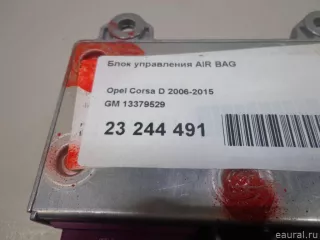 Блок управления AIR BAG
Opel Corsa D 2006-2015
GM 13379529
23 244 491
eaural.ru